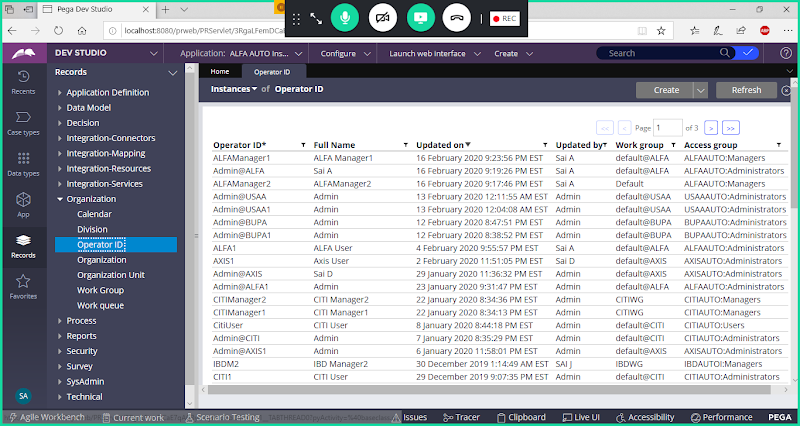 Pega Dev Studio
localhost:8080/prweb/PRServlet/3RgaLFemDCal
REC
DEV STUDIO
Application: ALFA AUTO Ins...
Configure
Launch web interface
Create
Search...
Recents
Case types
Data types
App
Records
Favorites
SA
Records
Application Definition
Data Model
Decision
Integration-Connectors
Integration-Mapping
Integration-Resources
Integration-Services
Organization
Calendar
Division
Operator ID
Organization
Organization Unit
Work Group
Work queue
Process
Reports
Security
Survey
SysAdmin
Technical
Home
Operator ID
Instances of Operator ID
Create
Refresh
<< < Page 1 of 3 > >>
Operator ID* Full Name Updated on Updated by Work group Access group
ALFAManager1 ALFA Manager1 16 February 2020 9:23:56 PM EST Sai A default@ALFA ALFAAUTO:Managers
Admin@ALFA Sai A 16 February 2020 9:19:26 PM EST Sai A default@ALFA ALFAAUTO:Administrators
ALFAManager2 ALFAManager2 16 February 2020 9:17:46 PM EST Sai A Default ALFAAUTO:Managers
Admin@USAA Admin 13 February 2020 12:11:55 AM EST Admin default@USAA USAAAUTO:Administrators
Admin@USAA1 Admin 13 February 2020 12:04:08 AM EST Admin default@USAA USAAAUTO:Administrators
Admin@BUPA Admin 12 February 2020 8:47:51 PM EST Admin default@BUPA BUPAAUTO:Administrators
Admin@BUPA1 Admin 12 February 2020 8:38:52 PM EST Admin default@BUPA BUPAAUTO:Administrators
ALFA1 ALFA User 4 February 2020 9:55:57 PM EST Sai A default@ALFA ALFAAUTO:Administrators
AXIS1 Axis User 2 February 2020 11:51:05 PM EST Sai D default@AXIS AXISAUTO:Administrators
Admin@AXIS Sai D 29 January 2020 11:36:32 PM EST Admin default@AXIS AXISAUTO:Administrators
Admin@ALFA1 Admin 23 January 2020 9:31:47 PM EST Admin default@ALFA ALFAAUTO:Administrators
CITIManager2 CITI Manager2 22 January 2020 8:34:36 PM EST Admin CITIWG CITIAUTO:Managers
CITIManager1 CITI Manager1 22 January 2020 8:34:13 PM EST Admin CITIWG CITIAUTO:Managers
CitiUser CITI User 8 January 2020 8:44:18 PM EST Admin default@CITI CITIAUTO:Users
Admin@CITI Admin 7 January 2020 8:35:29 PM EST Admin default@CITI CITIAUTO:Administrators
Admin@AXIS1 Admin 6 January 2020 11:58:01 PM EST Admin default@AXIS AXISAUTO:Administrators
IBDM2 IBD Manager2 30 December 2019 1:14:49 AM EST SAI J IBDWG IBDAUTOI:Managers
CITI1 CITI User 29 December 2019 9:07:35 PM EST Admin default@CITI CITIAUTO:Administrators
Agile Workbench
Current work
Scenario Testing
Issues
Tracer
Clipboard
Live UI
Accessibility
Performance
PEGA